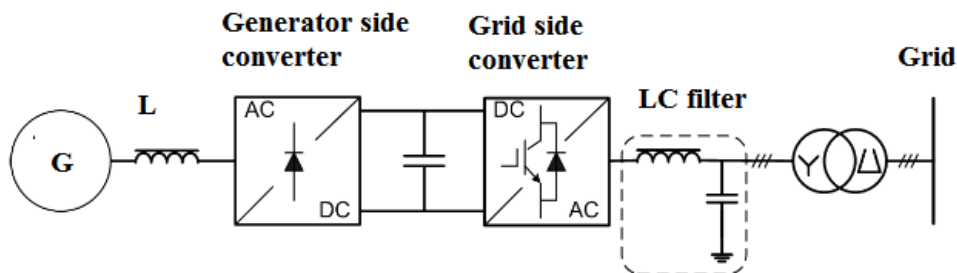 Generator side
converter
Grid side
converter
Grid
L
LC filter
G
AC
DC
DC
AC
Y
Δ